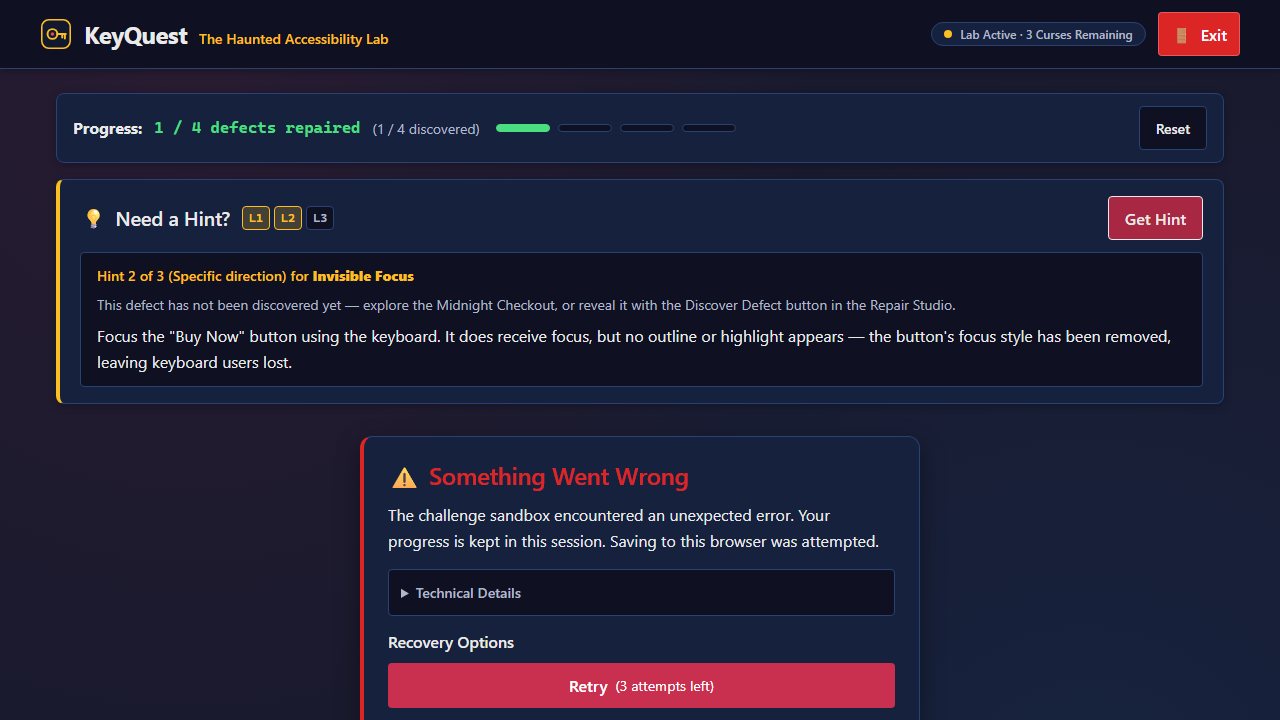 KeyQuest The Haunted Accessibility Lab
Lab Active · 3 Curses Remaining
Exit
Progress: 1 / 4 defects repaired (1 / 4 discovered)
Reset
Need a Hint? L1 L2 L3
Get Hint
Hint 2 of 3 (Specific direction) for Invisible Focus
This defect has not been discovered yet — explore the Midnight Checkout, or reveal it with the Discover Defect button in the Repair Studio.
Focus the "Buy Now" button using the keyboard. It does receive focus, but no outline or highlight appears — the button's focus style has been removed,
leaving keyboard users lost.
Something Went Wrong
The challenge sandbox encountered an unexpected error. Your
progress is kept in this session. Saving to this browser was attempted.
Technical Details
Recovery Options
Retry (3 attempts left)